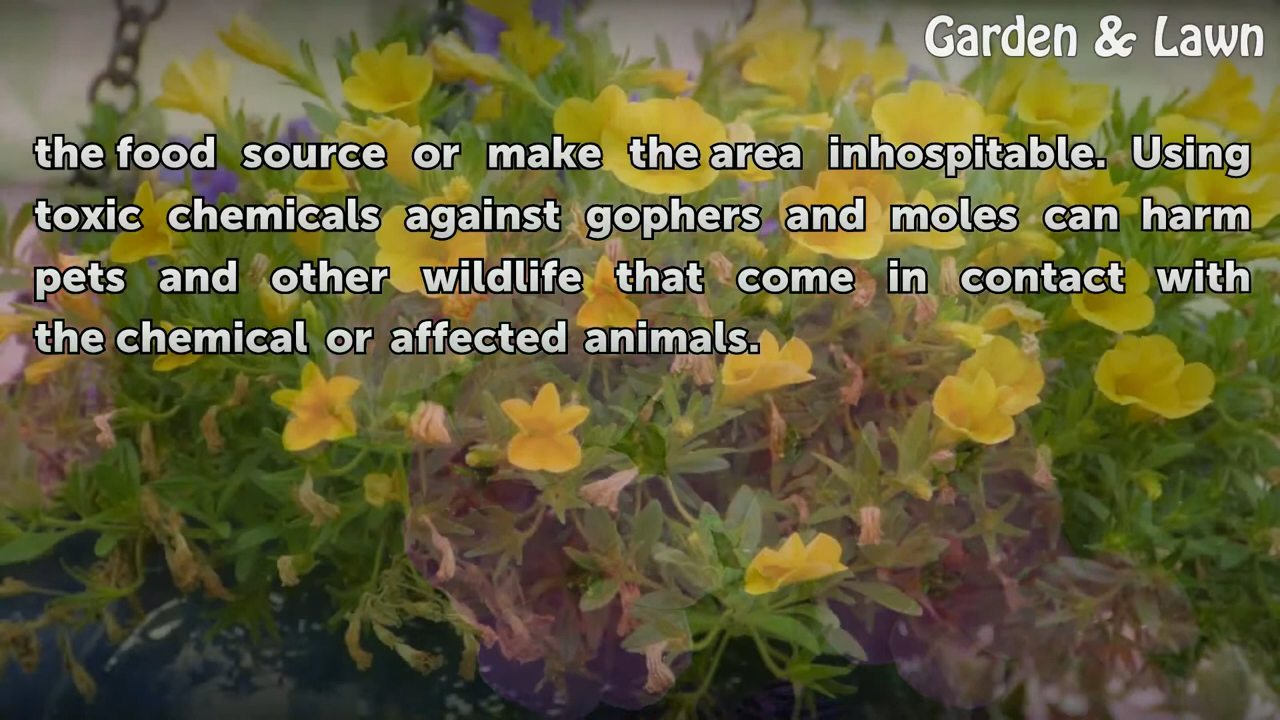 Garden & Lawn
the food source or make the area inhospitable. Using
toxic chemicals against gophers and moles can harm
pets and other wildlife that come in contact with
the chemical or affected animals.